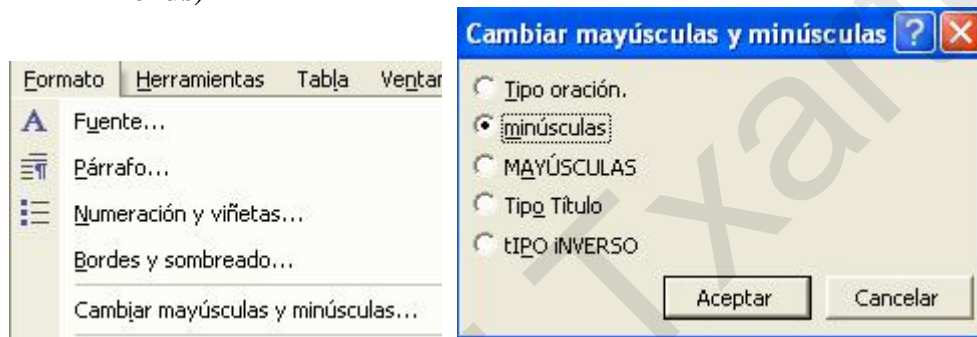 Formato Herramientas Tabla
Fuente...
Párrafo...
Numeración y viñetas...
Bordes y sombreado...
Cambiar mayúsculas y minúsculas...
Cambiar mayúsculas y minúsculas
Tipo oración.
minúsculas
MAYÚSCULAS
Tipo Título
tIPO iNVERSO
Aceptar Cancelar